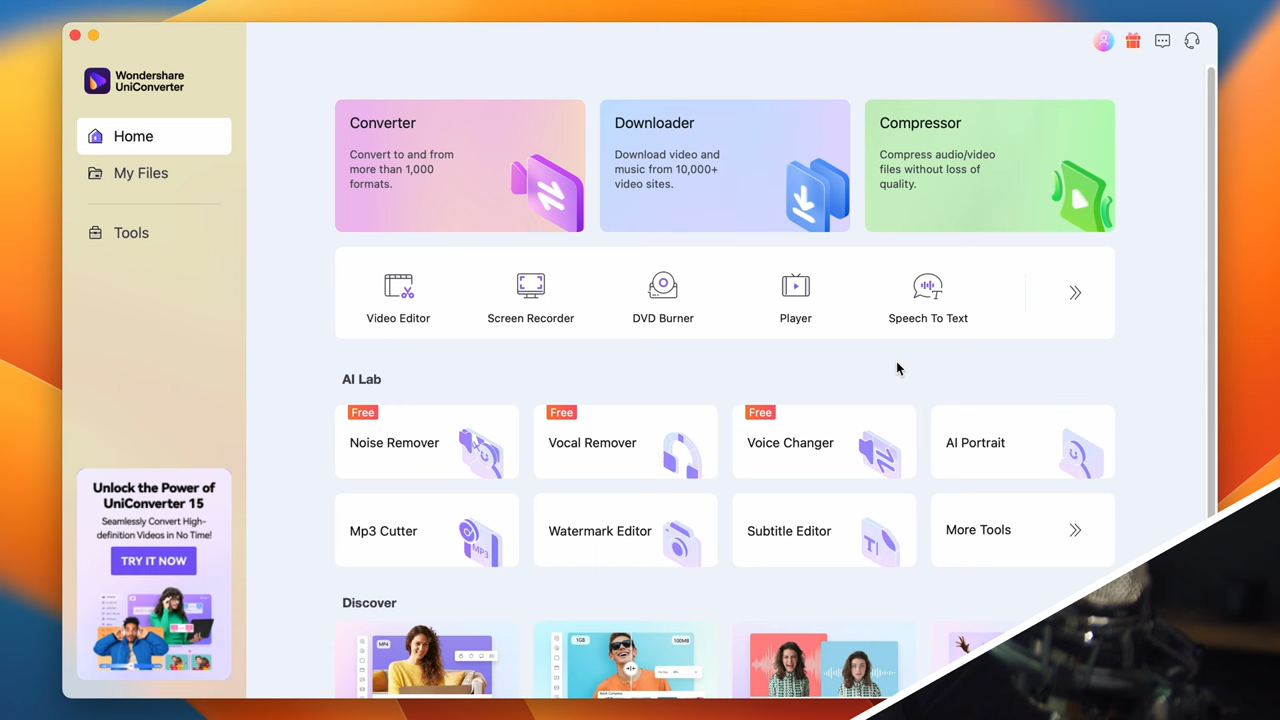 Wondershare
UniConverter
Home
My Files
Tools
Unlock the Power of
UniConverter 15
Seamlessly Convert High-
definition Videos in No Time!
TRY IT NOW
Converter
Convert to and from
more than 1,000
formats.
Downloader
Download video and
music from 10,000+
video sites.
Compressor
Compress audio/video
files without loss of
quality.
Video Editor
Screen Recorder
DVD Burner
Player
Speech To Text
AI Lab
Free
Noise Remover
Free
Vocal Remover
Free
Voice Changer
AI Portrait
Mp3 Cutter
MP3
Watermark Editor
Subtitle Editor
T
More Tools
Discover
MP4
1GB
100MB